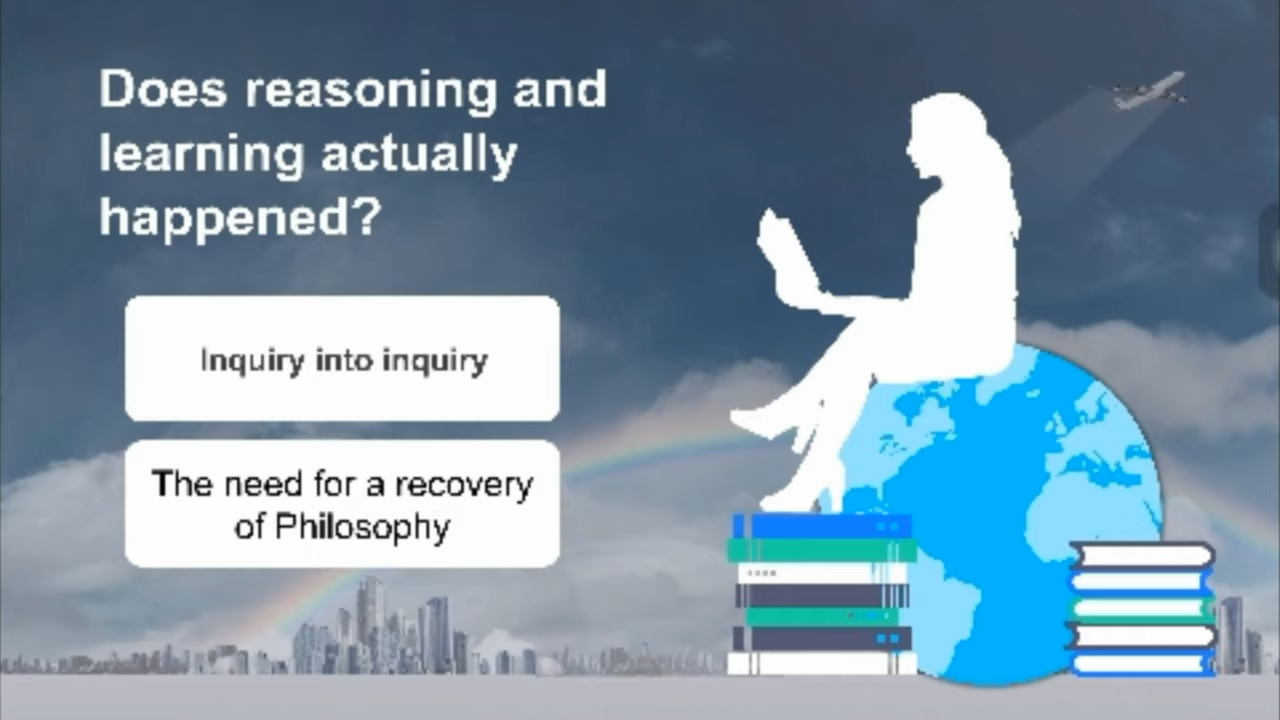 Does reasoning and
learning actually
happened?
Inquiry into inquiry
The need for a recovery
of Philosophy